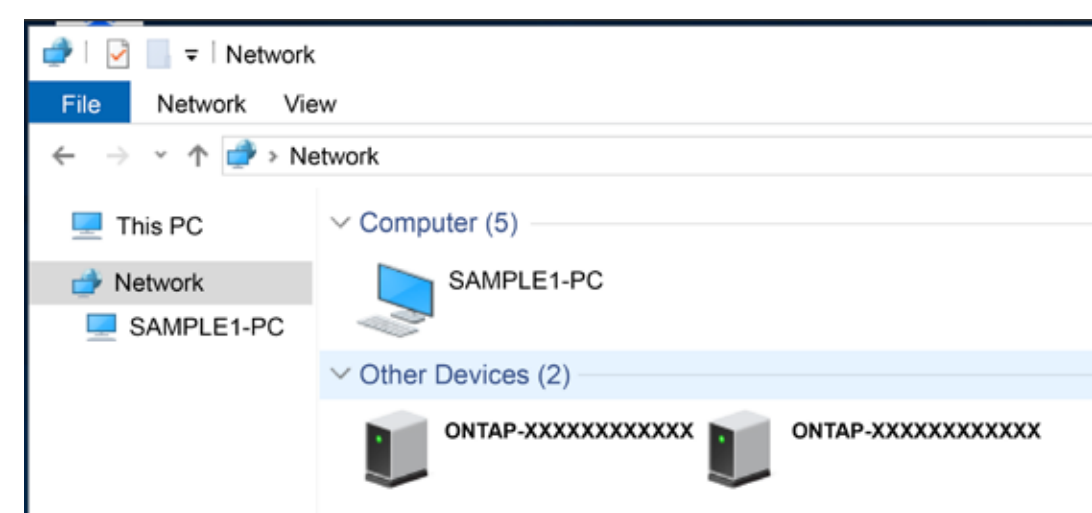 Network
File Network View
Network
This PC
Network
SAMPLE1-PC
Computer (5)
SAMPLE1-PC
Other Devices (2)
ONTAP-XXXXXXXXXXXX ONTAP-XXXXXXXXXXXX